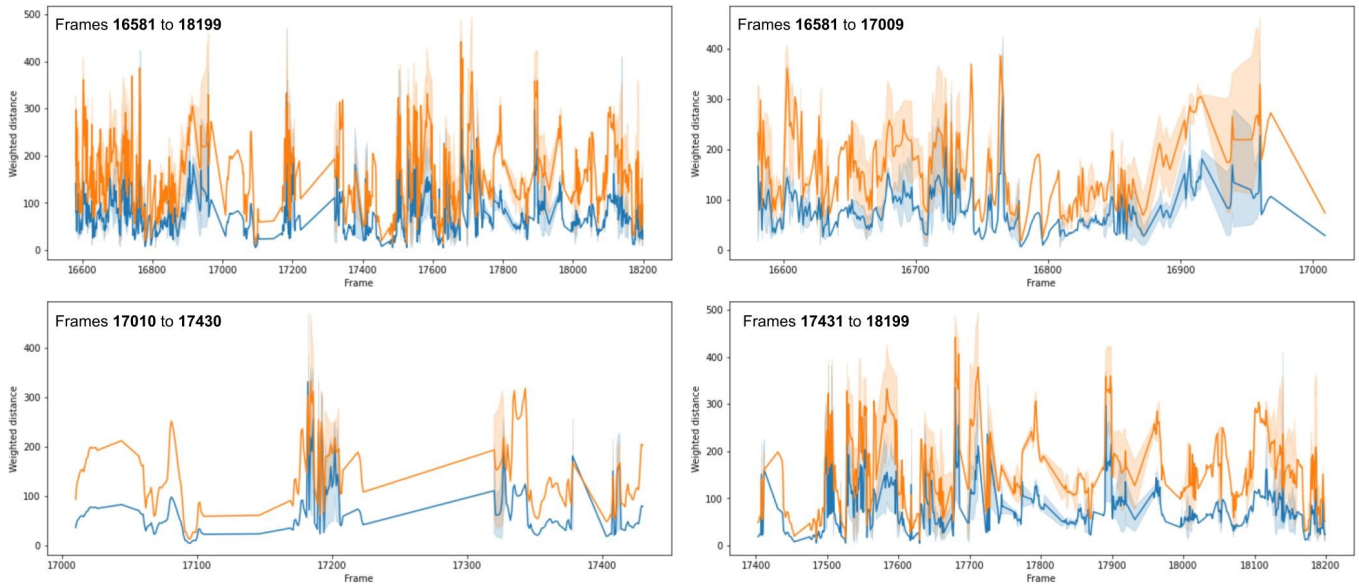 Frames 16581 to 18199
500
400
300
200
100
0
Weighted distance
16600 16800 17000 17200 17400 17600 17800 18000 18200
Frame
Frames 16581 to 17009
400
300
200
100
0
Weighted distance
16600 16700 16800 16900 17000
Frame
Frames 17010 to 17430
400
300
200
100
0
Weighted distance
17000 17100 17200 17300 17400
Frame
Frames 17431 to 18199
500
400
300
200
100
0
Weighted distance
17400 17500 17600 17700 17800 17900 18000 18100 18200
Frame